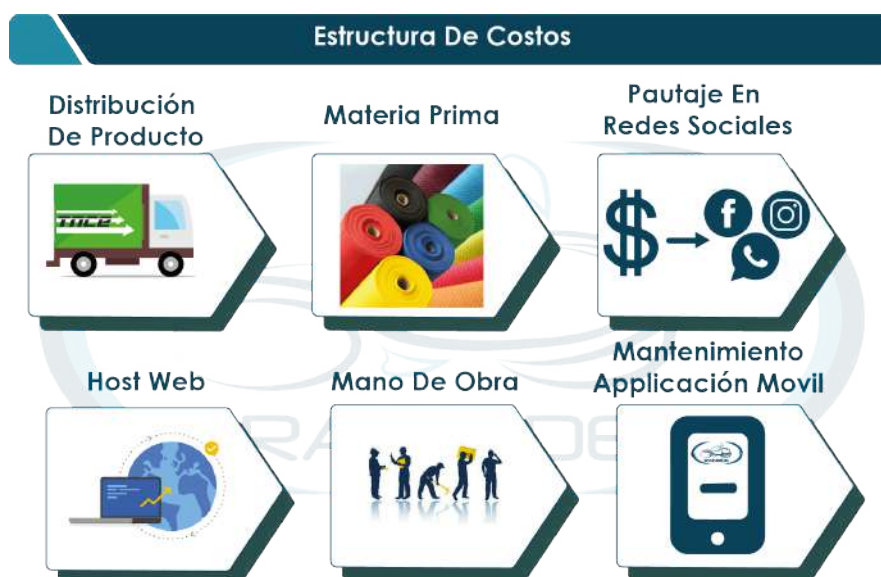 Estructura De Costos
Distribución
De Producto
Materia Prima
Pautaje En
Redes Sociales
Host Web
Mano De Obra
Mantenimiento
Applicación Movil